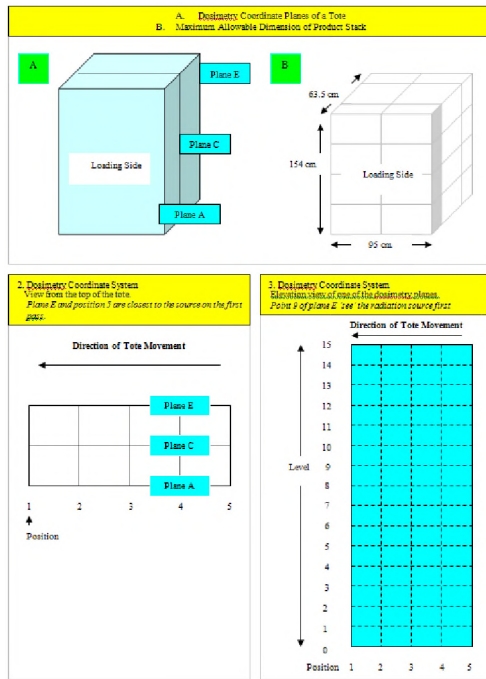 A. Dosimetry Coordinate Planes of a Tote
B. Maximum Allowable Dimension of Product Stack
A
Plane E
Plane C
Loading Side
Plane A
B
63.5 cm
154 cm
Loading Side
95 cm
2. Dosimetry Coordinate System
View from the top of the tote.
Plane E and position 5 are closest to the source on the first
pass.
Direction of Tote Movement
Plane E
Plane C
Plane A
1 2 3 4 5
Position
3. Dosimetry Coordinate System
Elevation view of one of the dosimetry planes.
Point 9 of plane E 'see' the radiation source first
Direction of Tote Movement
15
14
13
12
11
10
Level 9
8
7
6
5
4
3
2
1
0
Position 1 2 3 4 5